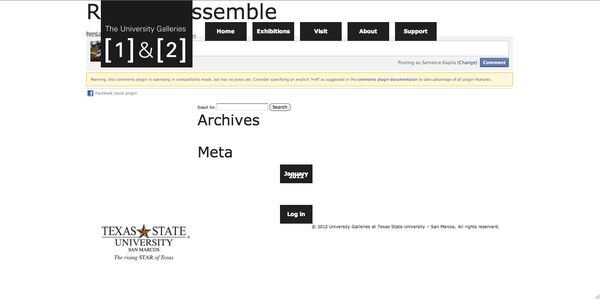 ssemble
The University Galleries
[1]&[2]
Home
Exhibitions
Visit
About
Support
Posting as Sameera Kapila (Change)
Comment
Warning: this comments plugin is operating in compatibility mode, but has no posts yet. Consider specifying an explicit 'href' as suggested in the comments plugin documentation to take advantage of all plugin features.
Facebook social plugin
Search for:
Search
Archives
Meta
January
2012
Log in
© 2012 University Galleries at Texas State University – San Marcos. All rights reserved.
TEXAS STATE
UNIVERSITY
SAN MARCOS
The rising STAR of Texas